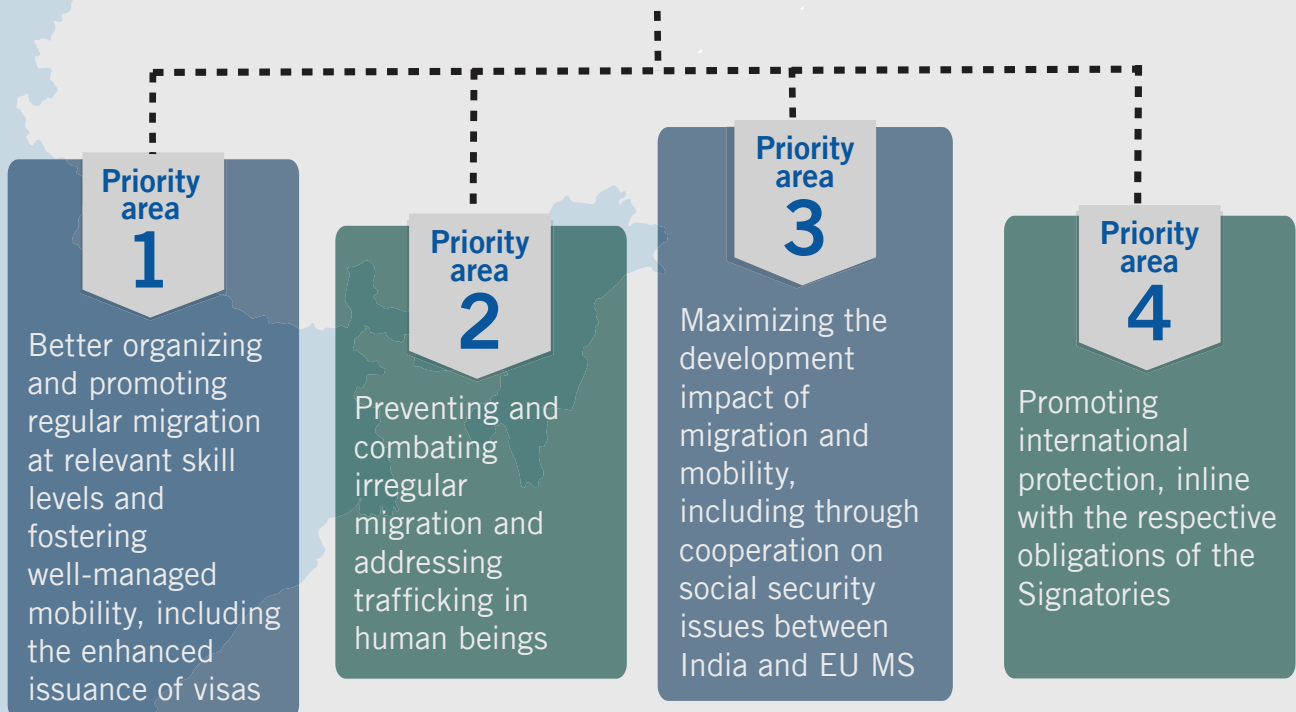 Priority
area
1
Better organizing
and promoting
regular migration
at relevant skill
levels and
fostering
well-managed
mobility, including
the enhanced
issuance of visas
Priority
area
2
Preventing and
combating
irregular
migration and
addressing
trafficking in
human beings
Priority
area
3
Maximizing the
development
impact of
migration and
mobility,
including through
cooperation on
social security
issues between
India and EU MS
Priority
area
4
Promoting
international
protection, inline
with the respective
obligations of the
Signatories